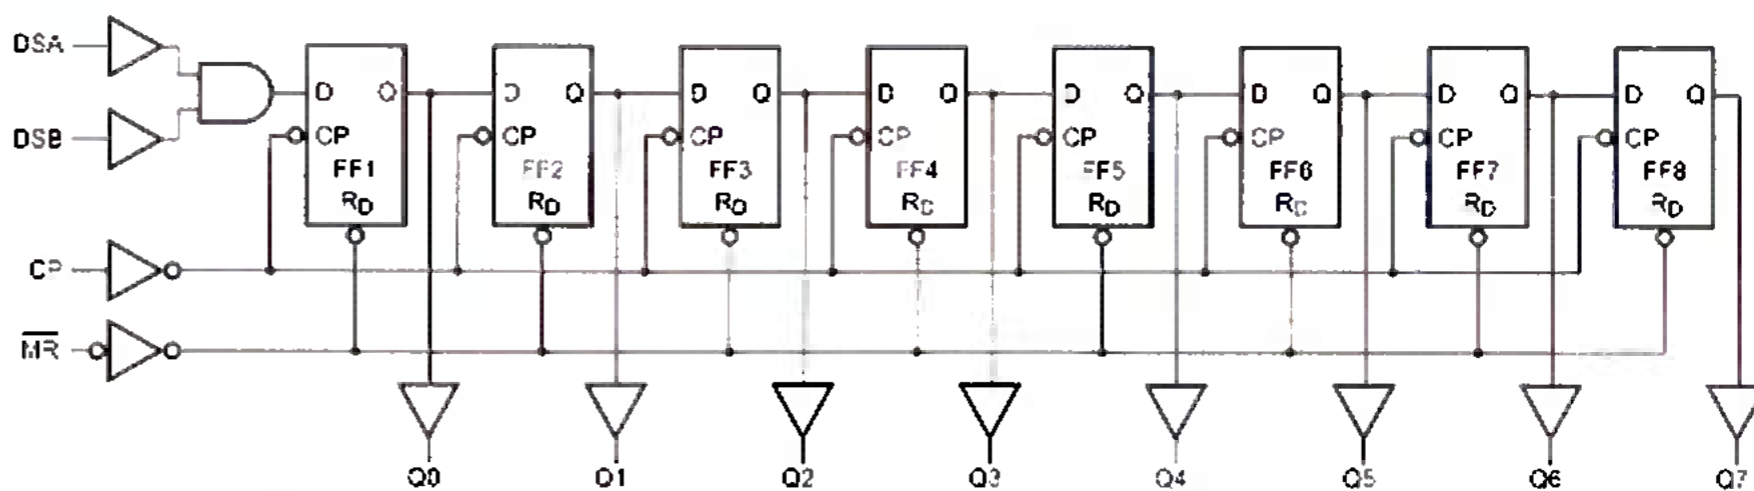 DSA
D Q D Q D Q D Q D Q D Q D Q D Q
DSB
CP CP CP CP CP CP CP CP
FF1 FF2 FF3 FF4 FF5 FF6 FF7 FF8
RD RD RD RD RD RD RD RD
CP
MR
Q0 Q1 Q2 Q3 Q4 Q5 Q6 Q7